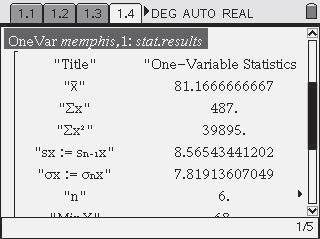 1.1 1.2 1.3 1.4 DEG AUTO REAL
OneVar memphis,1: stat.results
"Title" "One–Variable Statistics
"x̄" 81.1666666667
"Σx" 487.
"Σx²" 39895.
"sx := sₙ₋₁x" 8.56543441202
"σx := σₙx" 7.81913607049
"n" 6.
"MinX" 68.
1/5